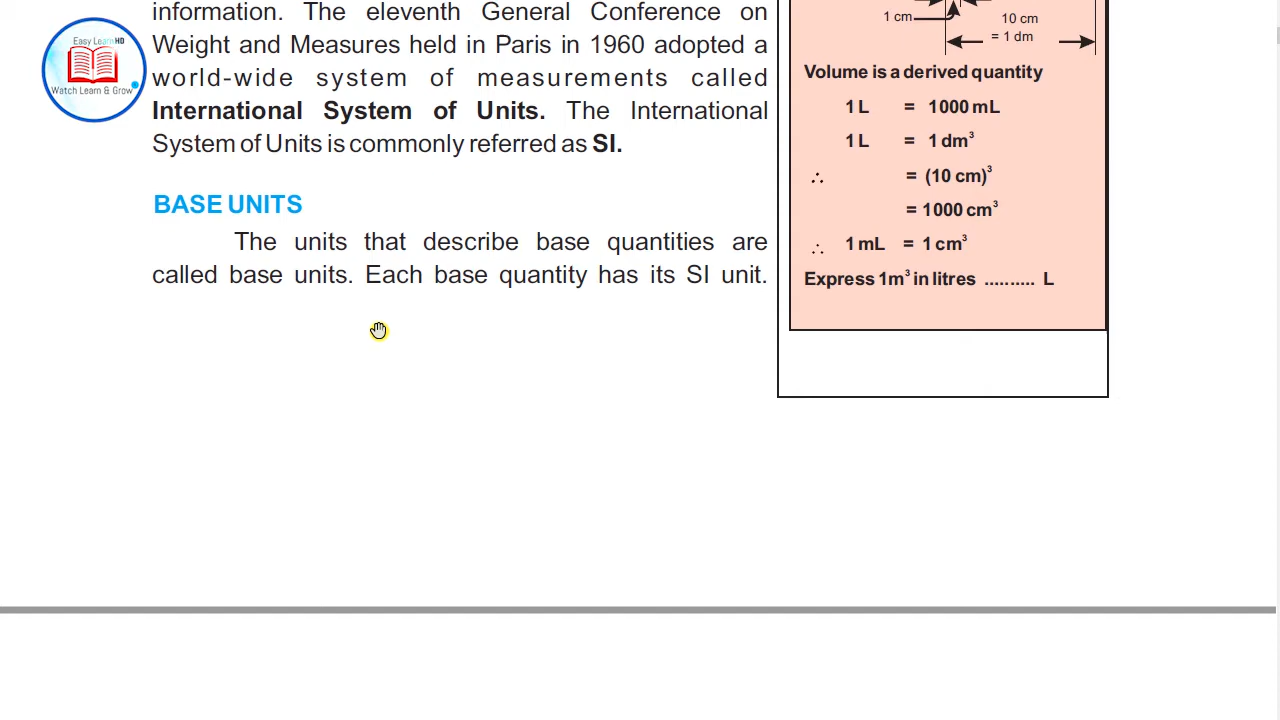 information. The eleventh General Conference on
Weight and Measures held in Paris in 1960 adopted a
world-wide system of measurements called
International System of Units. The International
System of Units is commonly referred as SI.
BASE UNITS
The units that describe base quantities are
called base units. Each base quantity has its SI unit.
Easy Learn HD
Watch Learn & Grow
1 cm
10 cm
= 1 dm
Volume is a derived quantity
1 L = 1000 mL
1 L = 1 dm³
∴ = (10 cm)³
= 1000 cm³
∴ 1 mL = 1 cm³
Express 1m³ in litres .......... L